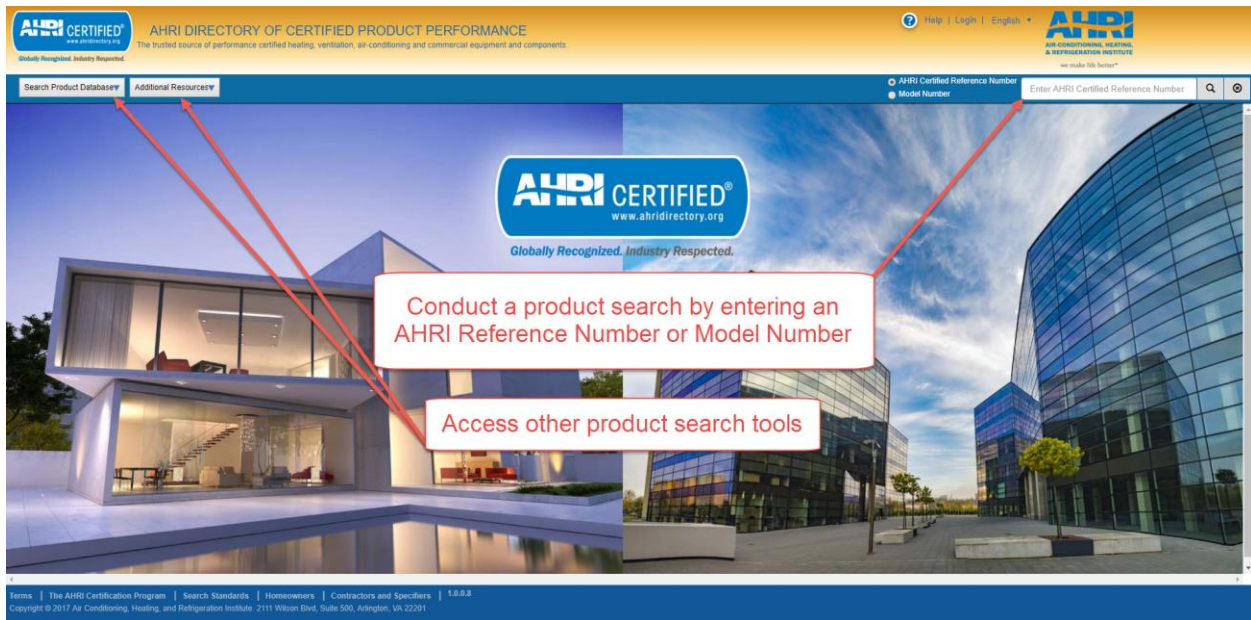 AHRI CERTIFIED®
www.ahridirectory.org
Globally Recognized. Industry Respected.
AHRI DIRECTORY OF CERTIFIED PRODUCT PERFORMANCE
The trusted source of performance certified heating, ventilation, air-conditioning and commercial equipment and components.
? Help | Login | English
AHRI
AIR-CONDITIONING, HEATING,
& REFRIGERATION INSTITUTE
we make life better®
Search Product Database
Additional Resources
AHRI Certified Reference Number
Model Number
Enter AHRI Certified Reference Number
AHRI CERTIFIED®
www.ahridirectory.org
Globally Recognized. Industry Respected.
Conduct a product search by entering an
AHRI Reference Number or Model Number
Access other product search tools
Terms | The AHRI Certification Program | Search Standards | Homeowners | Contractors and Specifiers | 1.0.0.8
Copyright © 2017 Air Conditioning, Heating, and Refrigeration Institute. 2111 Wilson Blvd, Suite 500, Arlington, VA 22201